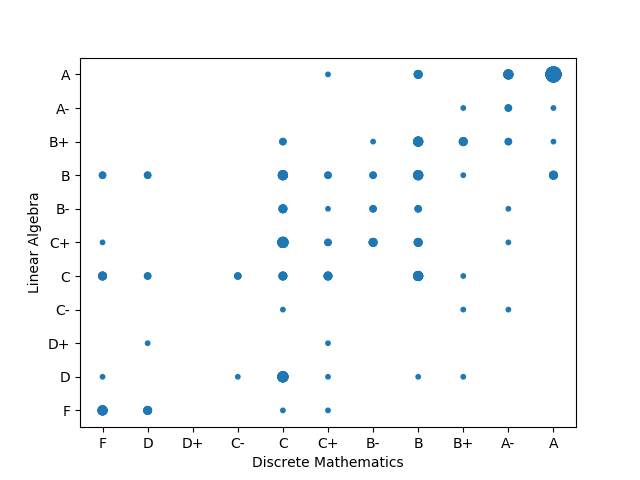 A
A-
B+
B
B-
C+
C
C-
D+
D
F
Linear Algebra
F D D+ C- C C+ B- B B+ A- A
Discrete Mathematics